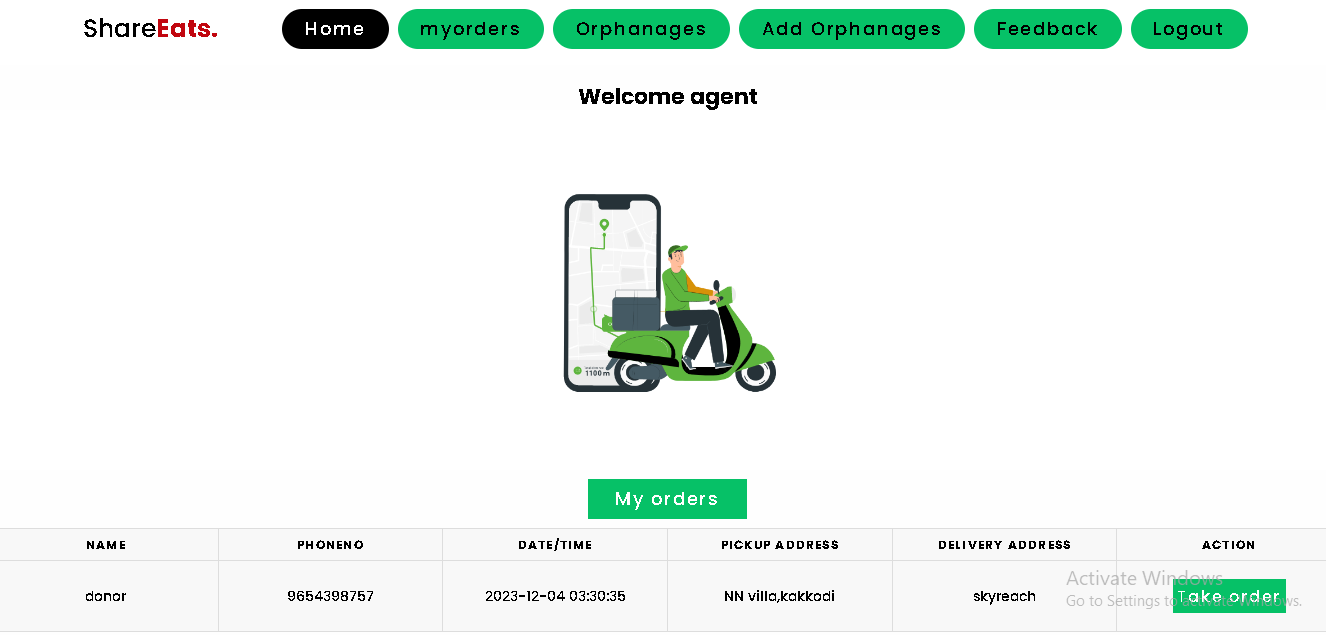 ShareEats. Home myorders Orphanages Add Orphanages Feedback Logout
Welcome agent
1100m
My orders
NAME PHONENO DATE/TIME PICKUP ADDRESS DELIVERY ADDRESS ACTION
donor 9654398757 2023-12-04 03:30:35 NN villa,kakkodi skyreach Take order
Activate Windows
Go to Settings to activate Windows.